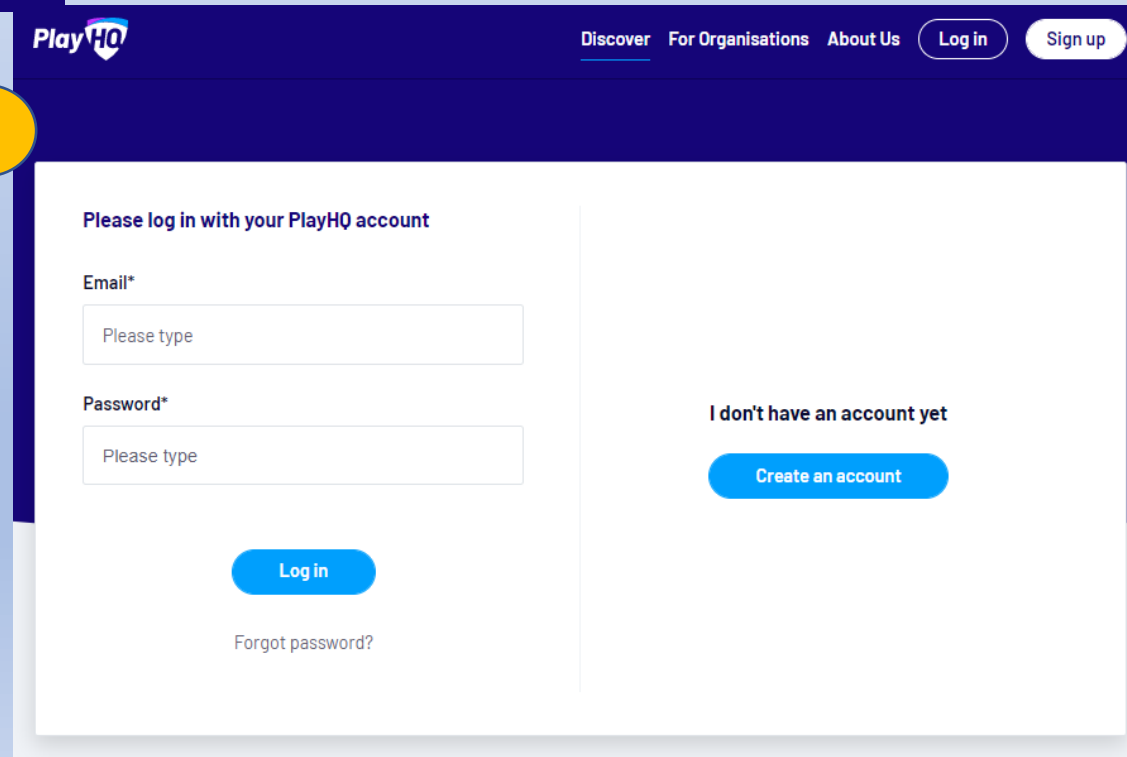 PlayHQ
Discover For Organisations About Us Log in Sign up
Please log in with your PlayHQ account
Email*
Please type
Password*
Please type
Log in
Forgot password?
I don't have an account yet
Create an account